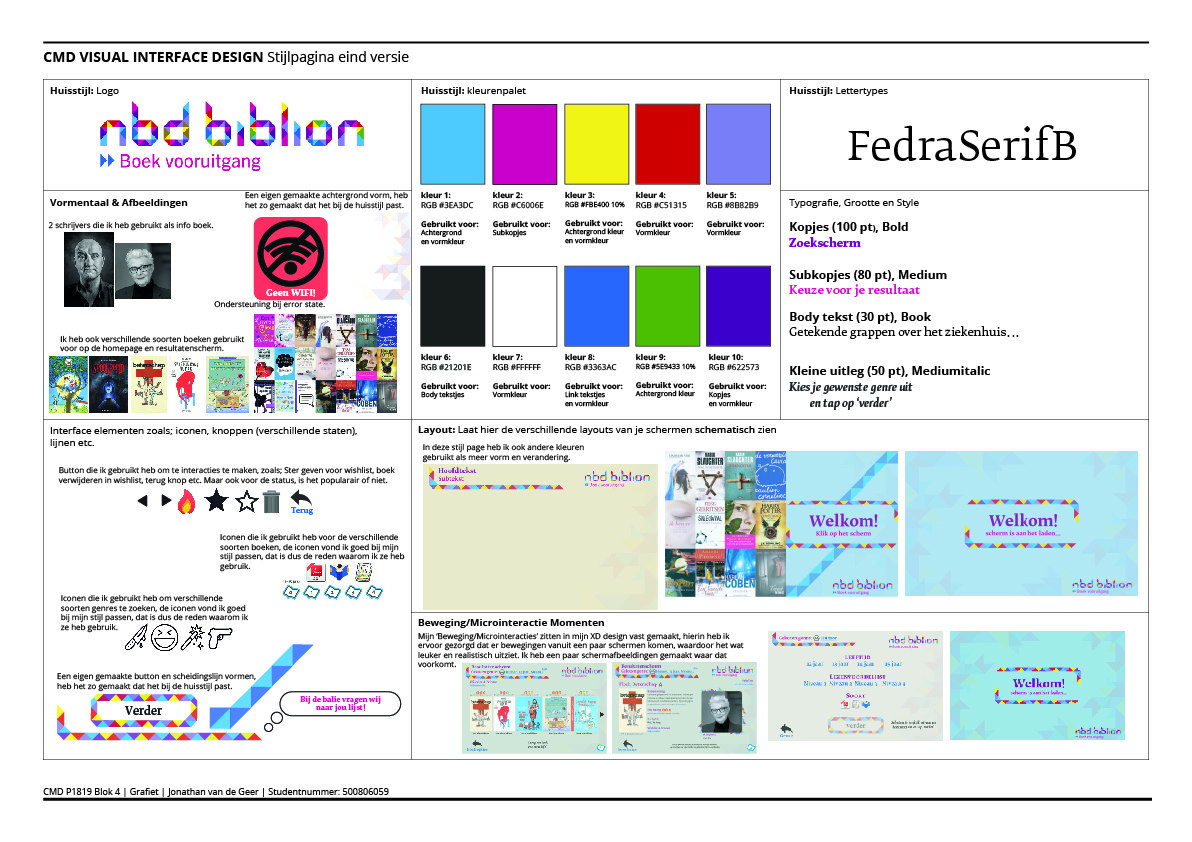 CMD VISUAL INTERFACE DESIGN Stijlpagina eind versie
Huisstijl: Logo
nbd biblion
Boek vooruitgang
Huisstijl: kleurenpalet
kleur 1:
RGB #3EA3DC
Gebruikt voor:
Achtergrond
en vormkleur
kleur 2:
RGB #C6006E
Gebruikt voor:
Subkopjes
kleur 3:
RGB #FBE400 10%
Gebruikt voor:
Achtergrond kleur
en vormkleur
kleur 4:
RGB #C51315
Gebruikt voor:
Vormkleur
kleur 5:
RGB #8B82B9
Gebruikt voor:
Vormkleur
kleur 6:
RGB #21201E
Gebruikt voor:
Body tekstjes
kleur 7:
RGB #FFFFFF
Gebruikt voor:
Vormkleur
kleur 8:
RGB #3363AC
Gebruikt voor:
Link tekstjes
en vormkleur
kleur 9:
RGB #5E9433 10%
Gebruikt voor:
Achtergrond kleur
kleur 10:
RGB #622573
Gebruikt voor:
Kopjes
en vormkleur
Huisstijl: Lettertypes
FedraSerifB
Typografie, Grootte en Style
Kopjes (100 pt), Bold
Zoekscherm
Subkopjes (80 pt), Medium
Keuze voor je resultaat
Body tekst (30 pt), Book
Getekende grappen over het ziekenhuis…
Kleine uitleg (50 pt), Mediumitalic
Kies je gewenste genre uit
en tap op ‘verder’
Vormentaal & Afbeeldingen
Een eigen gemaakte achtergrond vorm, heb
het zo gemaakt dat het bij de huisstijl past.
2 schrijvers die ik heb gebruikt als info boek.
Geen WIFI!
Ondersteuning bij error state.
Ik heb ook verschillende soorten boeken gebruikt
voor op de homepage en resultatenscherm.
Interface elementen zoals; iconen, knoppen (verschillende staten),
lijnen etc.
Button die ik gebruikt heb om te interacties te maken, zoals; Ster geven voor wishlist, boek
verwijderen in wishlist, terug knop etc. Maar ook voor de status, is het populair of niet.
Terug
Iconen die ik gebruikt heb voor de verschillende
soorten boeken, de iconen vond ik goed bij mijn
stijl passen, dat is dus de reden waarom ik ze heb
gebruik.
Iconen die ik gebruikt heb om verschillende
soorten genres te zoeken, de iconen vond ik goed
bij mijn stijl passen, dat is dus de reden waarom ik
ze heb gebruik.
Een eigen gemaakte button en scheidingslijn vormen,
heb het zo gemaakt dat het bij de huisstijl past.
Verder
Bij de balie vragen wij
naar jou lijst!
Layout: Laat hier de verschillende layouts van je schermen schematisch zien
In deze stijl page heb ik ook andere kleuren
gebruikt als meer vorm en verandering.
Hoofdtekst
Subtekst
nbd biblion
Boek vooruitgang
Welkom!
Klik op het scherm
nbd biblion
Welkom!
scherm is aan het laden...
nbd biblion
Beweging/Microinteractie Momenten
Mijn ‘Beweging/Microinteracties’ zitten in mijn XD design vast gemaakt, hierin heb ik
ervoor gezorgd dat er bewegingen vanuit een paar schermen komen, waardoor het wat
leuker en realistisch uitziet. Ik heb een paar schermafbeeldingen gemaakt waar dat
voorkomt.
nbd biblion
Leeftijd
Soort
verder
Welkom!
scherm is aan het laden...
nbd biblion
CMD P1819 Blok 4 | Grafiet | Jonathan van de Geer | Studentnummer: 500806059